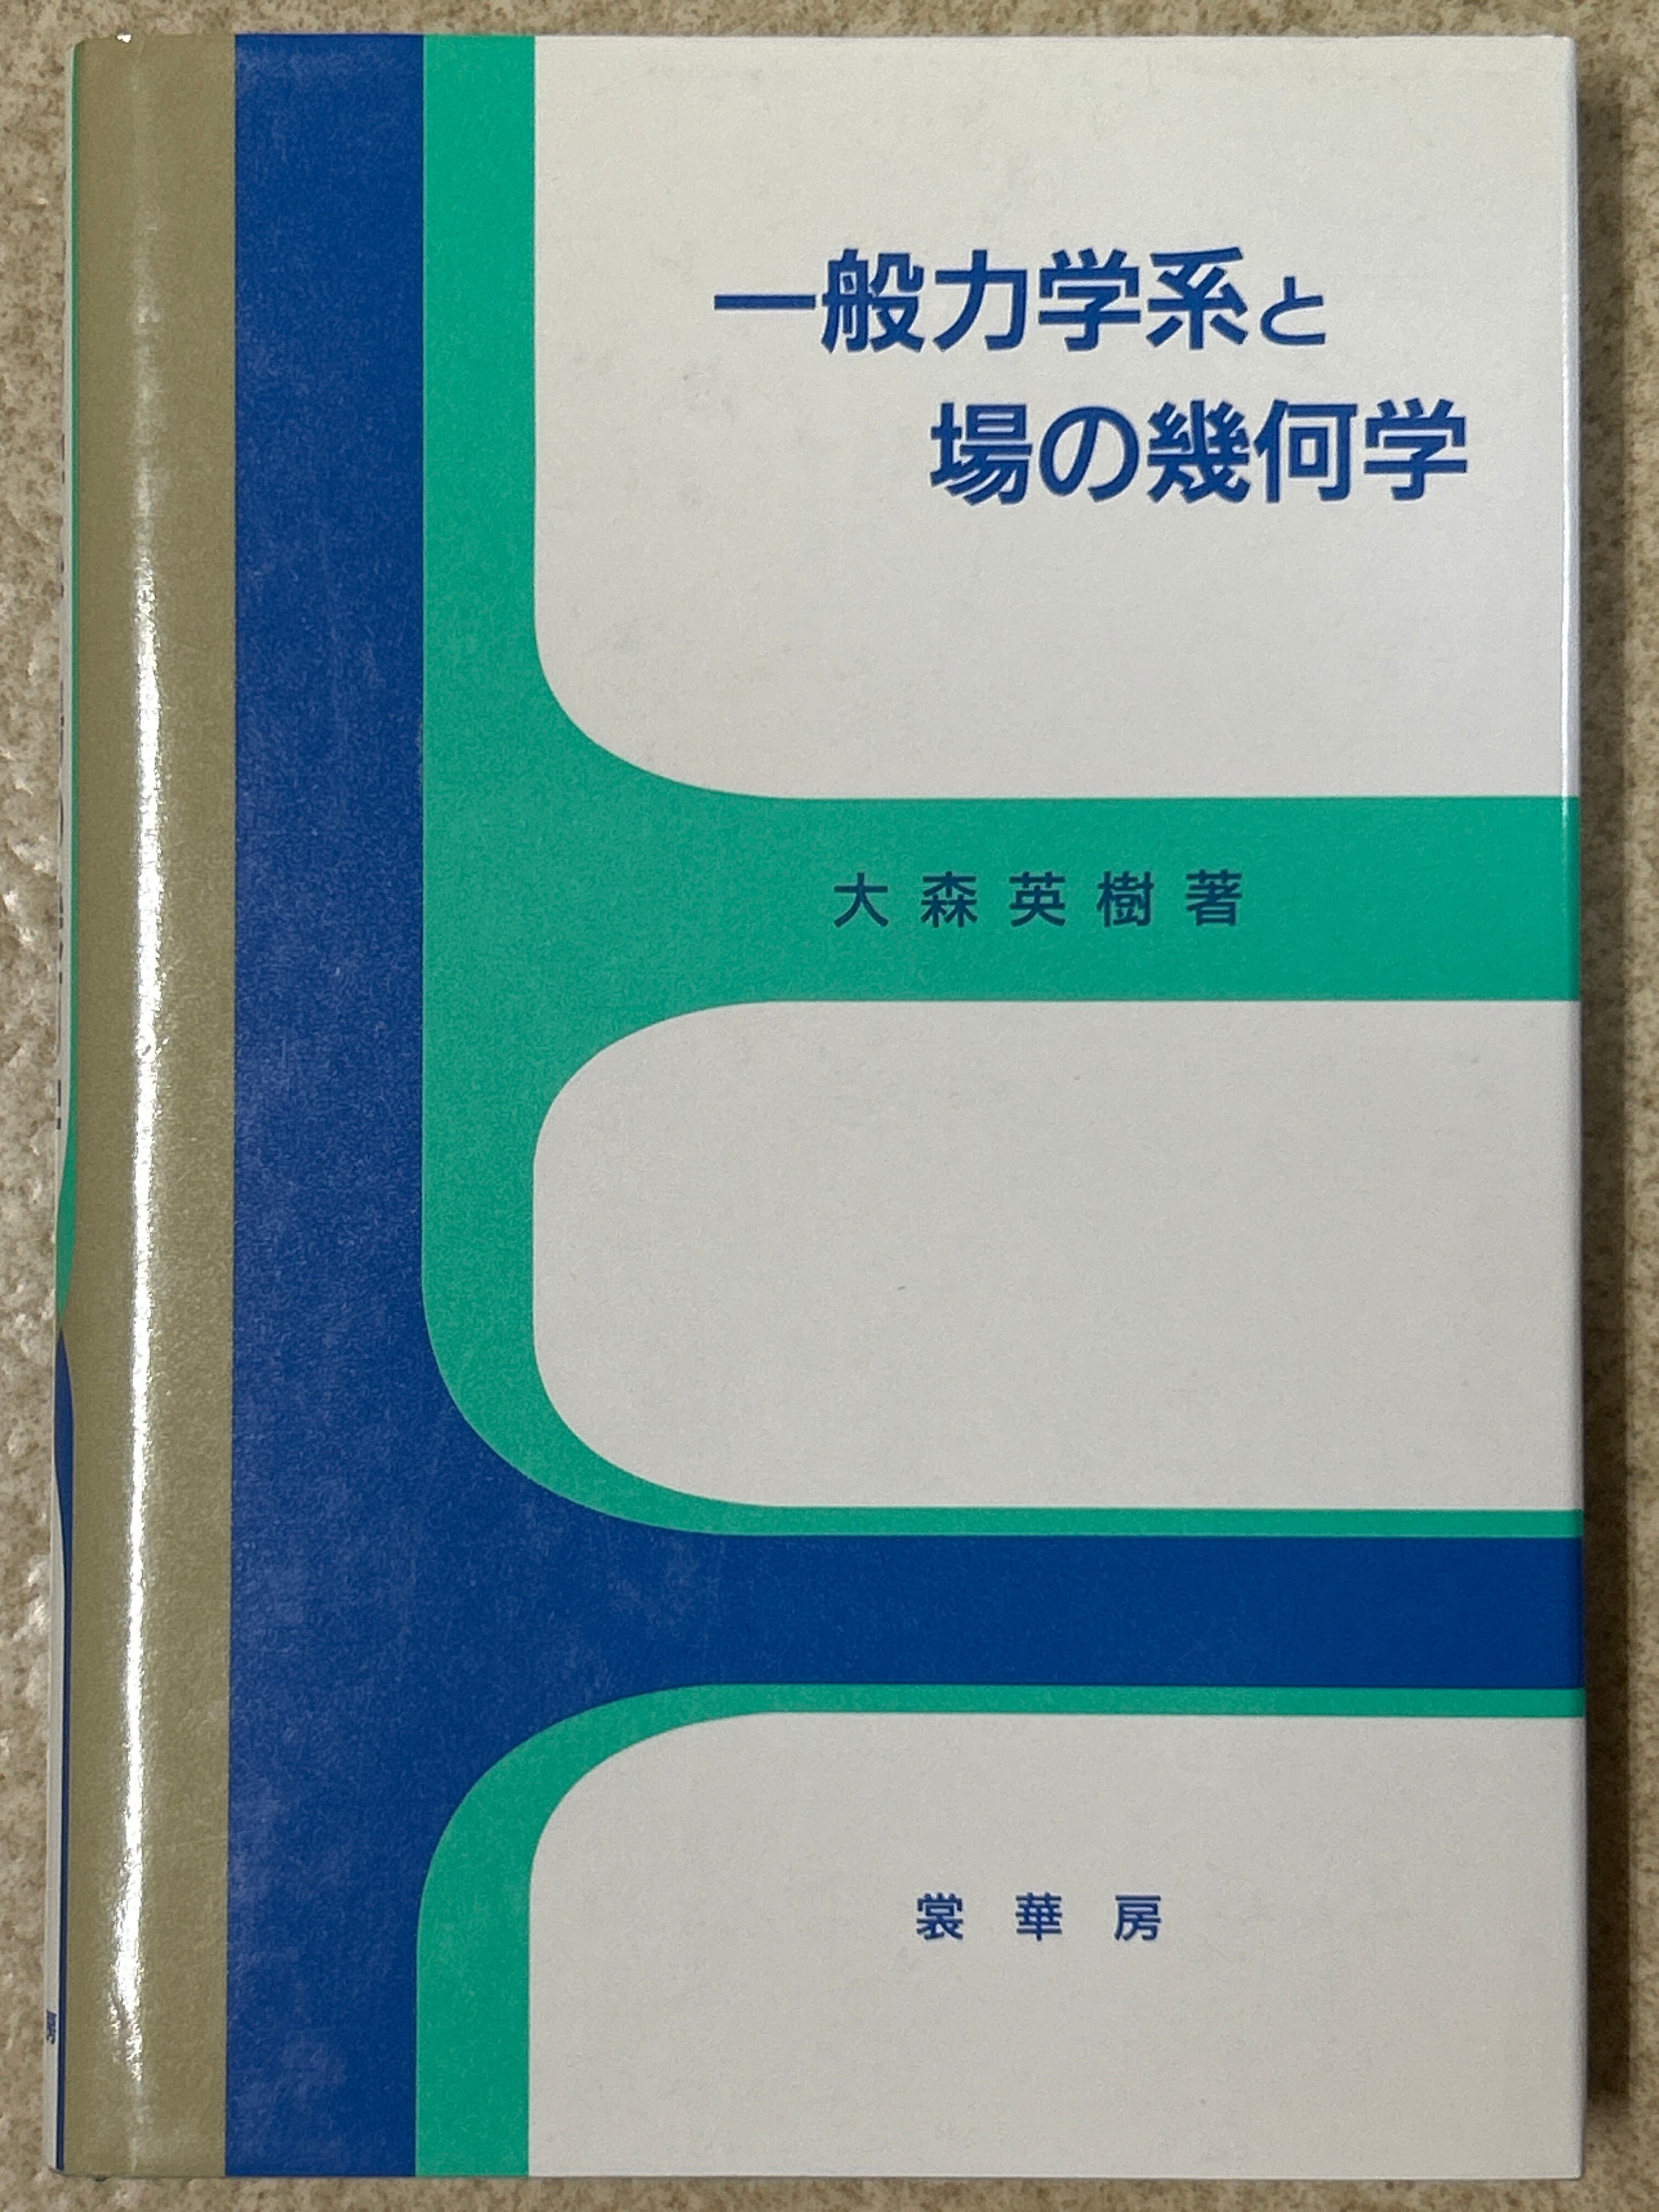 一般力学系と
場の幾何学
大森英樹著
裳華房